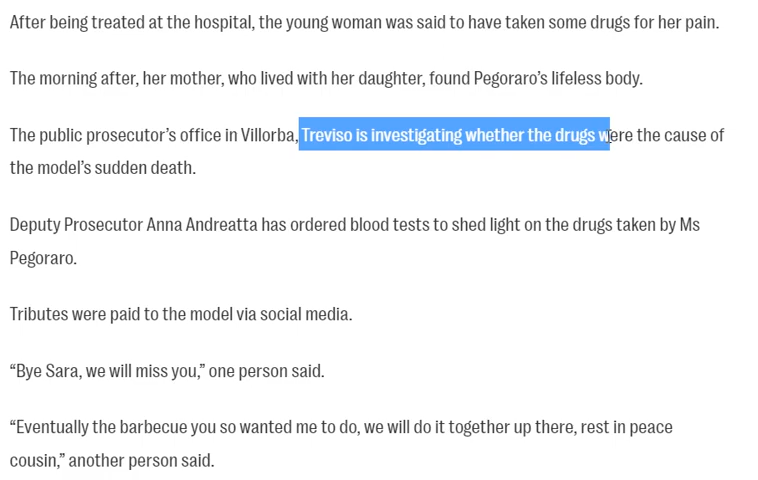 After being treated at the hospital, the young woman was said to have taken some drugs for her pain.
The morning after, her mother, who lived with her daughter, found Pegoraro’s lifeless body.
The public prosecutor’s office in Villorba, Treviso is investigating whether the drugs were the cause of
the model’s sudden death.
Deputy Prosecutor Anna Andreatta has ordered blood tests to shed light on the drugs taken by Ms
Pegoraro.
Tributes were paid to the model via social media.
“Bye Sara, we will miss you,” one person said.
“Eventually the barbecue you so wanted me to do, we will do it together up there, rest in peace
cousin,” another person said.